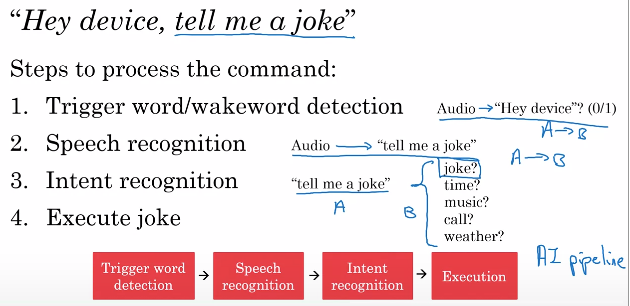 “Hey device, tell me a joke”
Steps to process the command:
1. Trigger word/wakeword detection
Audio → “Hey device”? (0/1)
A → B
2. Speech recognition
Audio → “tell me a joke”
A → B
3. Intent recognition
“tell me a joke”
A
B
joke?
time?
music?
call?
weather?
4. Execute joke
Trigger word
detection
→
Speech
recognition
→
Intent
recognition
→
Execution
AI pipeline